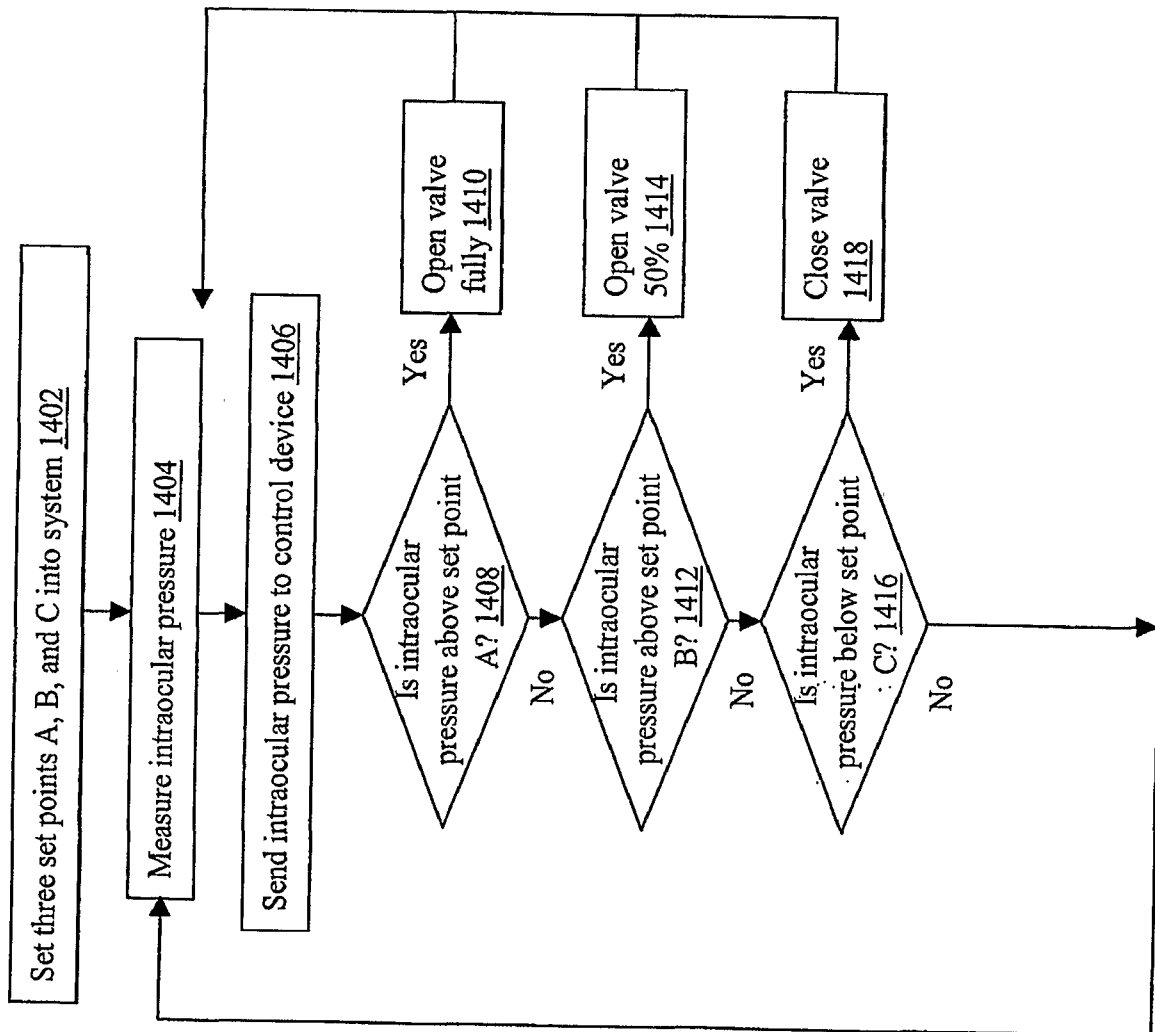 Set three set points A, B, and C into system 1402
Measure intraocular pressure 1404
Send intraocular pressure to control device 1406
Is intraocular
pressure above set point
A? 1408
Yes
Open valve
fully 1410
No
Is intraocular
pressure above set point
B? 1412
Yes
Open valve
50% 1414
No
Is intraocular
pressure below set point
C? 1416
Yes
Close valve
1418
No